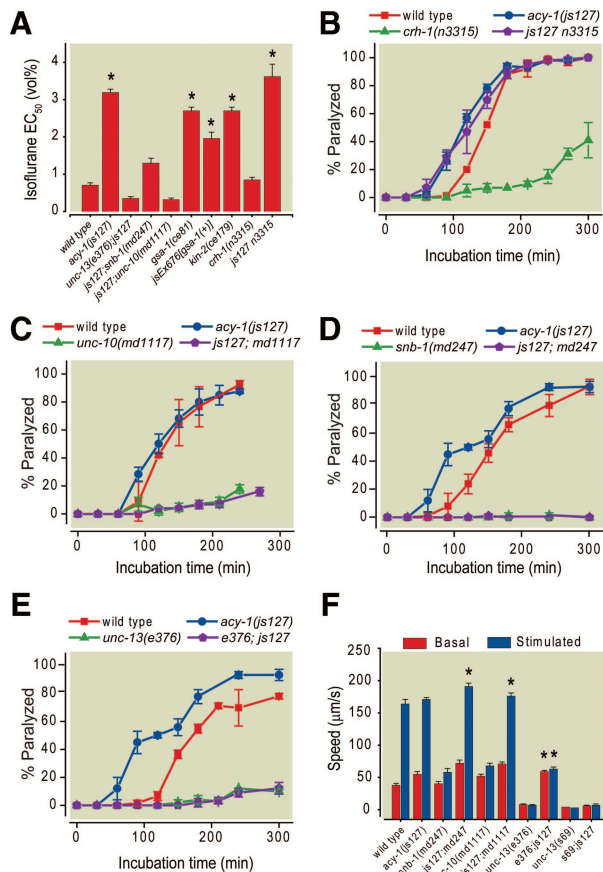 A
Isoflurane EC50 (vol%)
4
3
2
1
0
wild type
acy-1(js127)
unc-13(e376);js127
js127;snb-1(md247)
js127;unc-10(md1117)
gsa-1(ce81)
jsEx676[gsa-1(+)]
kin-2(ce179)
crh-1(n3315)
js127 n3315
* * * * *
B
wild type acy-1(js127)
crh-1(n3315) js127 n3315
% Paralyzed
100
80
60
40
20
0
0 100 200 300
Incubation time (min)
C
wild type acy-1(js127)
unc-10(md1117) js127; md1117
% Paralyzed
100
80
60
40
20
0
0 100 200 300
Incubation time (min)
D
wild type acy-1(js127)
snb-1(md247) js127; md247
% Paralyzed
100
80
60
40
20
0
0 100 200 300
Incubation time (min)
E
wild type acy-1(js127)
unc-13(e376) e376; js127
% Paralyzed
100
80
60
40
20
0
0 100 200 300
Incubation time (min)
F
Basal Stimulated
Speed (µm/s)
250
200
150
100
50
0
* * * *
wild type
acy-1(js127)
snb-1(md247)
js127;md247
c-10(md1117)
js127;md1117
unc-13(e376)
e376;js127
unc-13(s69)
s69;js127